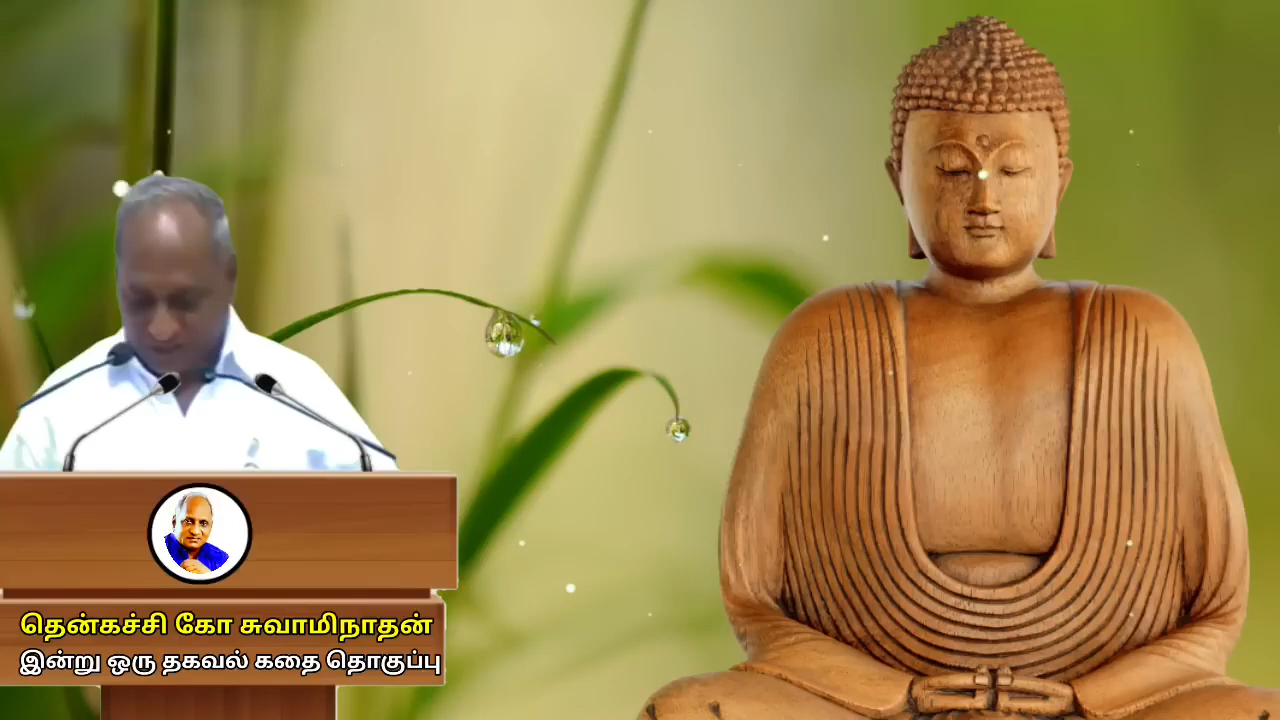 தென்கச்சி கோ சுவாமிநாதன்
இன்று ஒரு தகவல் கதை தொகுப்பு